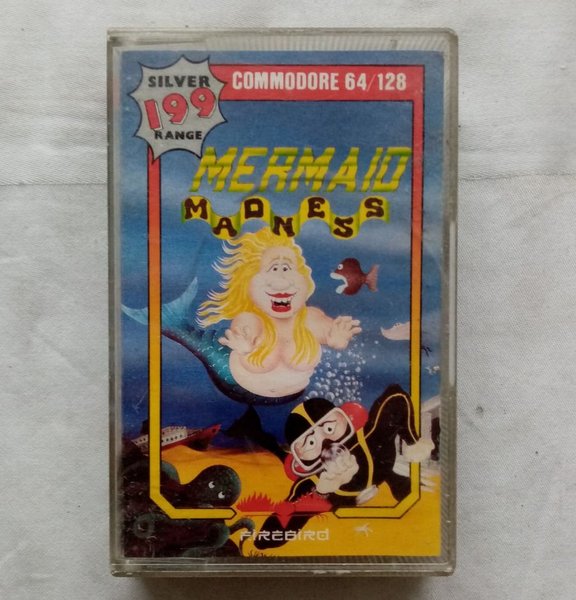 SILVER
199
RANGE
COMMODORE 64/128
MERMAID
MADNESS
FIREBIRD